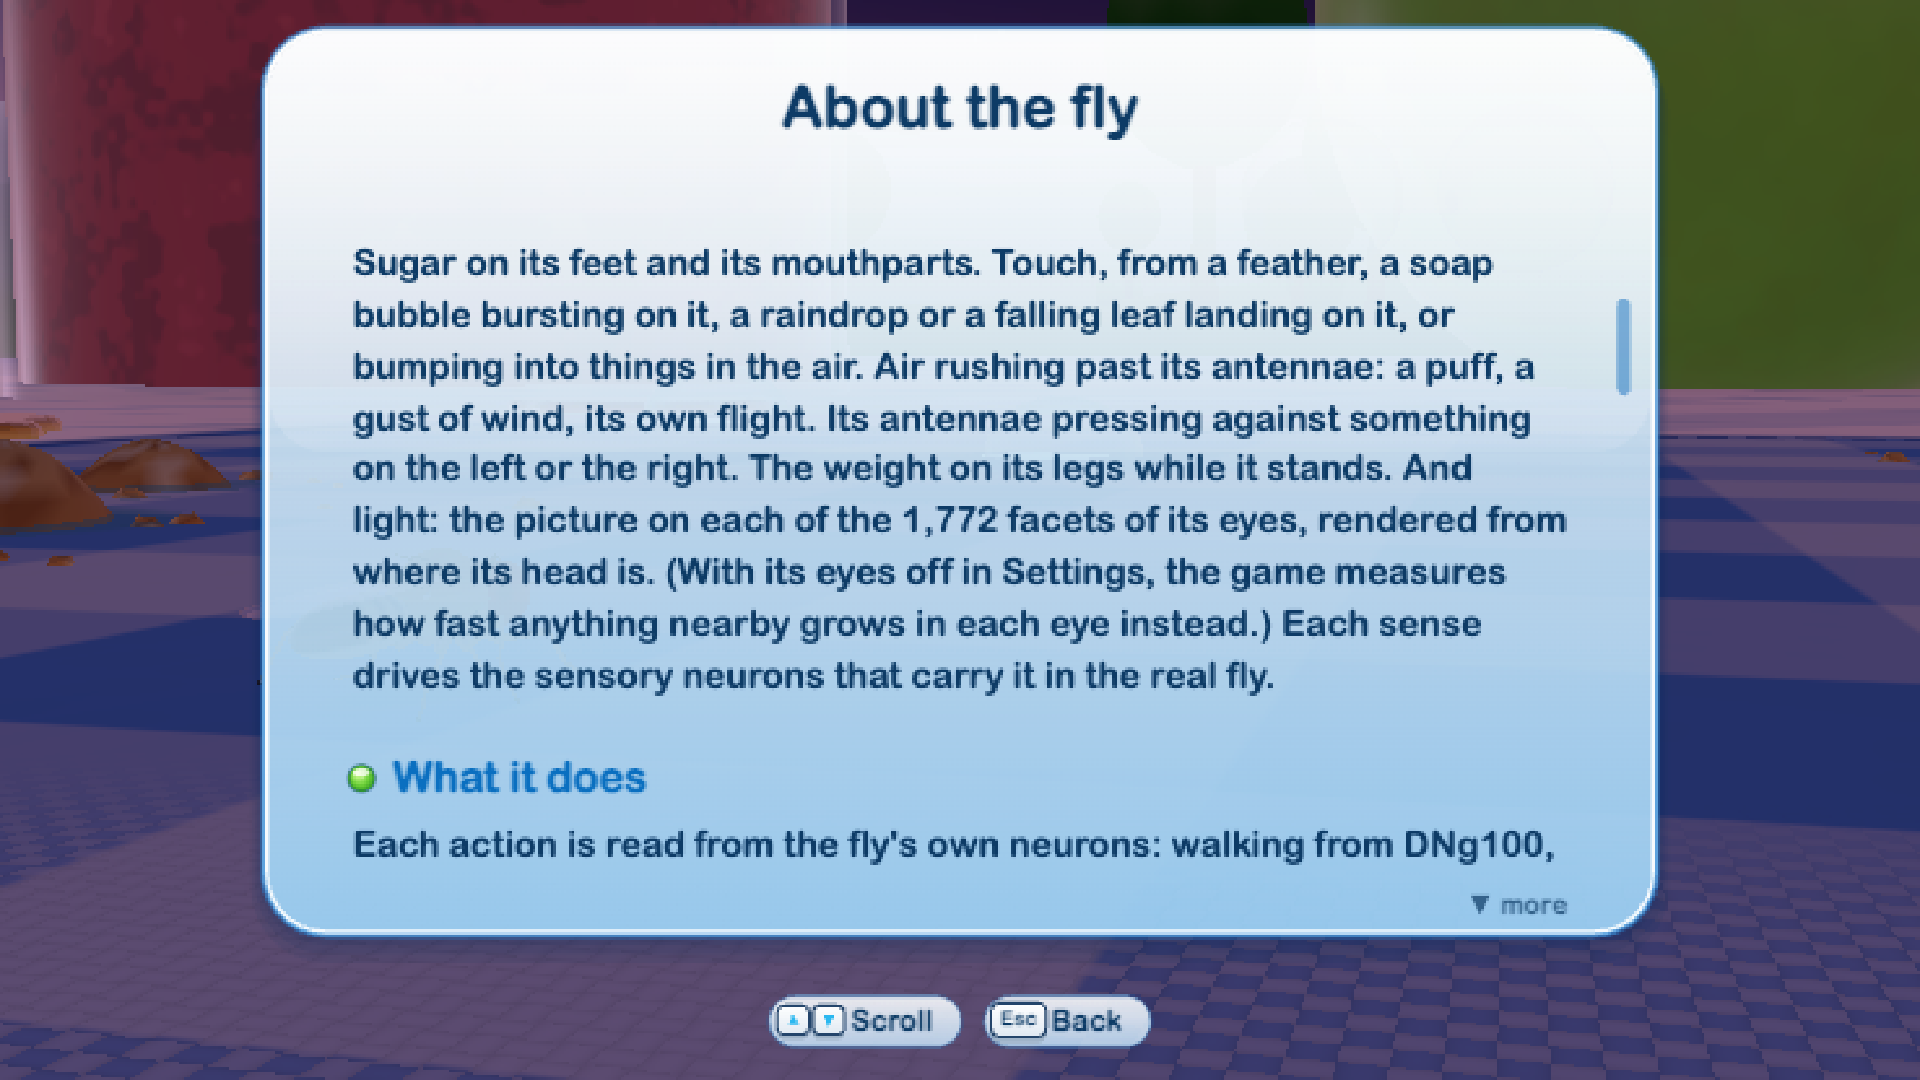 About the fly
Sugar on its feet and its mouthparts. Touch, from a feather, a soap
bubble bursting on it, a raindrop or a falling leaf landing on it, or
bumping into things in the air. Air rushing past its antennae: a puff, a
gust of wind, its own flight. Its antennae pressing against something
on the left or the right. The weight on its legs while it stands. And
light: the picture on each of the 1,772 facets of its eyes, rendered from
where its head is. (With its eyes off in Settings, the game measures
how fast anything nearby grows in each eye instead.) Each sense
drives the sensory neurons that carry it in the real fly.
What it does
Each action is read from the fly's own neurons: walking from DNg100,
▼ more
▲ ▼ Scroll
Esc Back